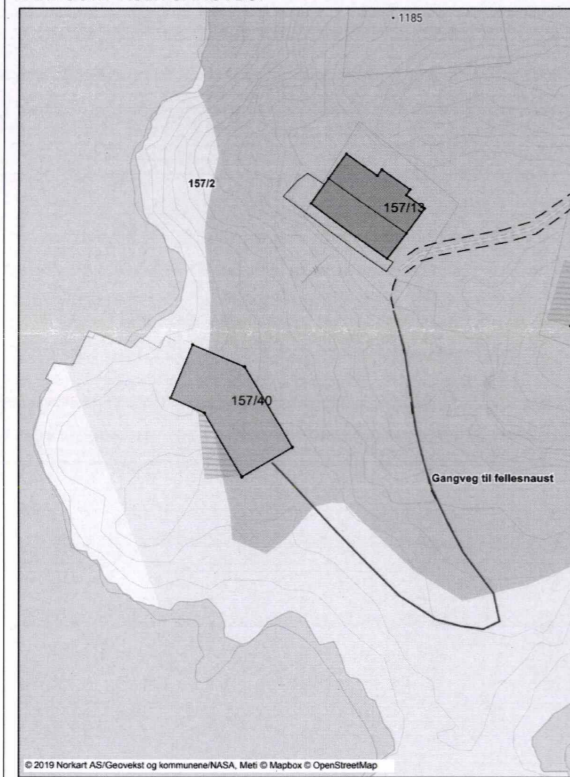 1185
157/2
157/13
157/40
Gangveg til fellesnaust
© 2019 Norkart AS/Geovekst og kommunene/NASA, Meti © Mapbox © OpenStreetMap